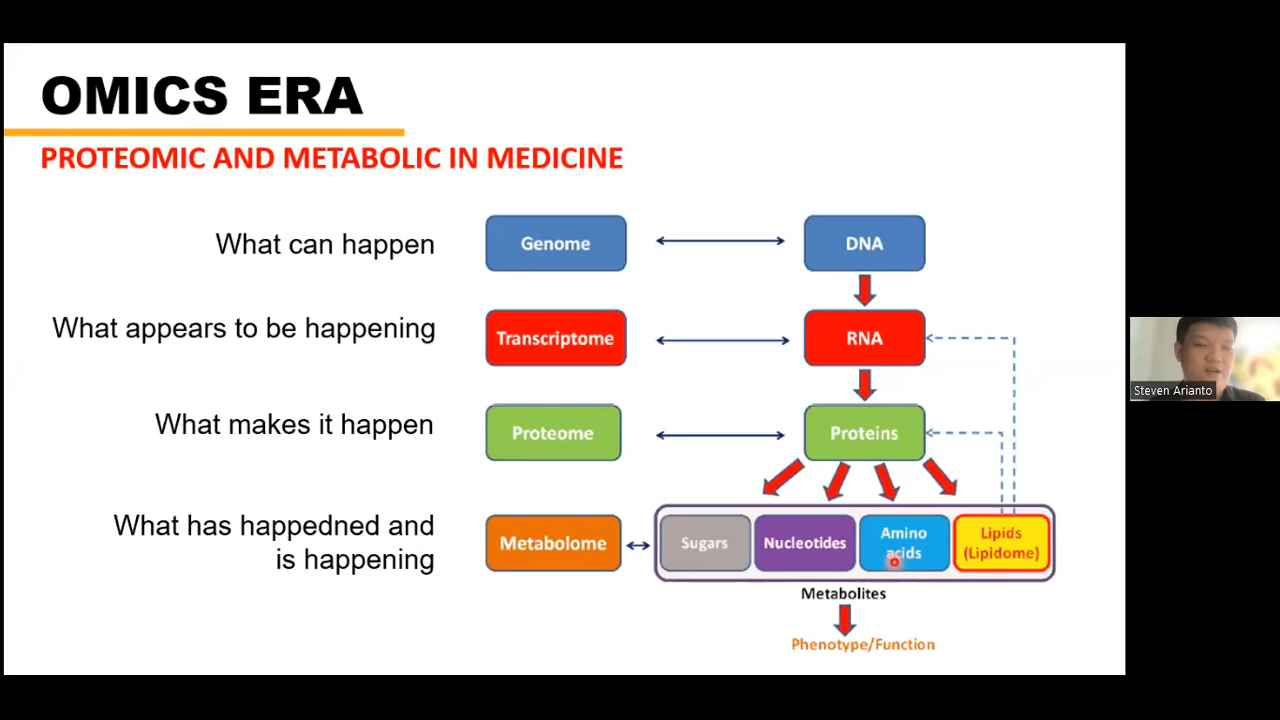 OMICS ERA
PROTEOMIC AND METABOLIC IN MEDICINE
What can happen
Genome
DNA
What appears to be happening
Transcriptome
RNA
What makes it happen
Proteome
Proteins
What has happedned and
is happening
Metabolome
Sugars
Nucleotides
Amino
acids
Lipids
(Lipidome)
Metabolites
Phenotype/Function
Steven Arianto